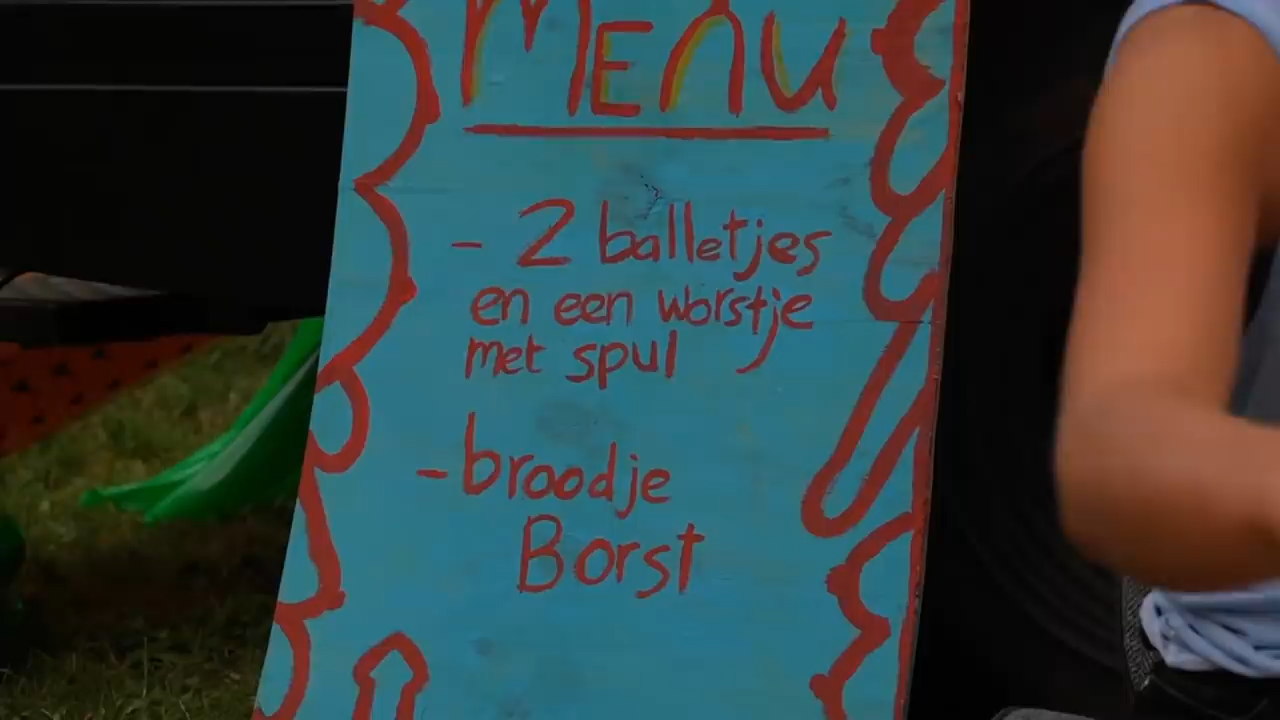 MENU
- 2 balletjes
en een worstje
met spul
- broodje
Borst